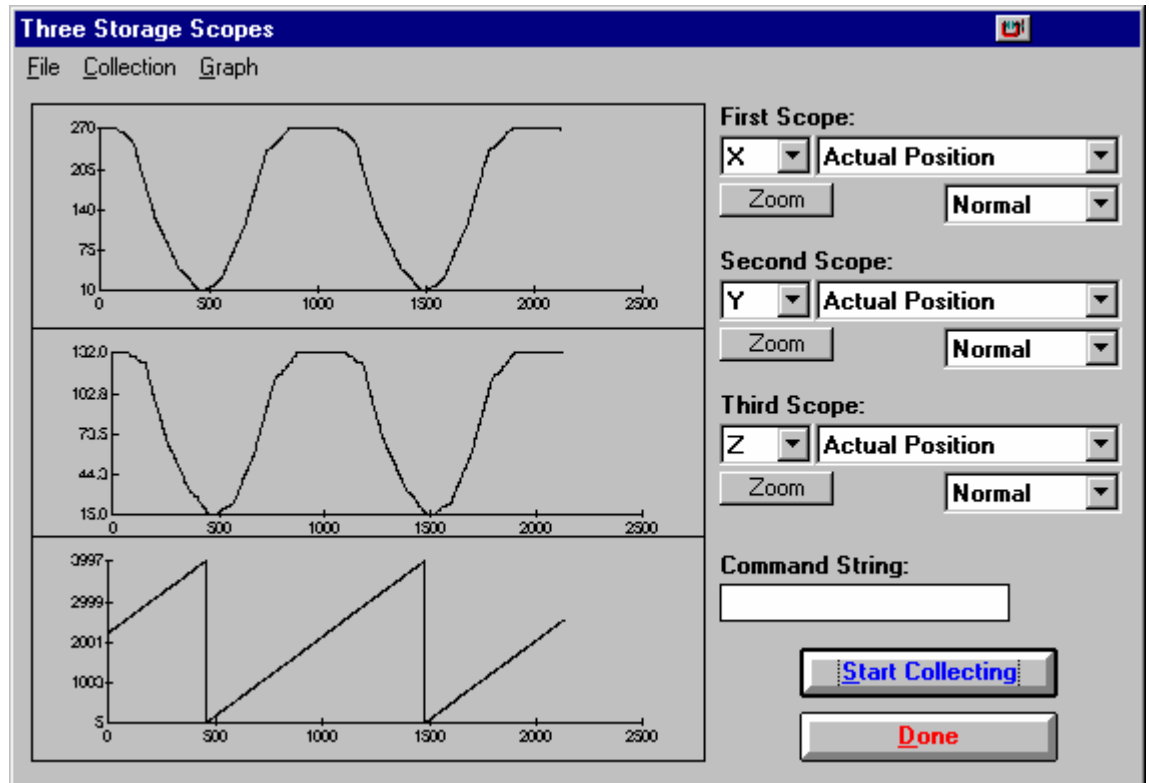 Three Storage Scopes
File Collection Graph
270
205
140
75
10
0 500 1000 1500 2000 2500
132.0
102.8
73.5
44.3
15.0
0 500 1000 1500 2000 2500
3997
2999
2001
1003
5
0 500 1000 1500 2000 2500
First Scope:
X Actual Position
Zoom Normal
Second Scope:
Y Actual Position
Zoom Normal
Third Scope:
Z Actual Position
Zoom Normal
Command String:
Start Collecting
Done